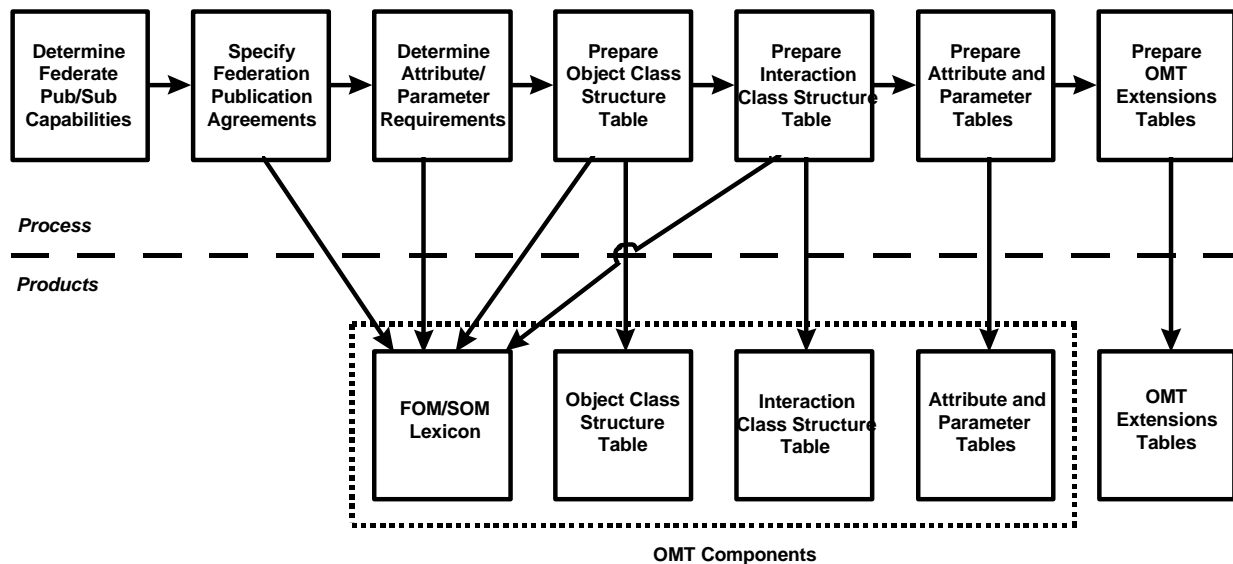 Determine
Federate
Pub/Sub
Capabilities
Specify
Federation
Publication
Agreements
Determine
Attribute/
Parameter
Requirements
Prepare
Object Class
Structure
Table
Prepare
Interaction
Class Structure
Table
Prepare
Attribute and
Parameter
Tables
Prepare
OMT
Extensions
Tables
Process
Products
FOM/SOM
Lexicon
Object Class
Structure
Table
Interaction
Class Structure
Table
Attribute and
Parameter
Tables
OMT
Extensions
Tables
OMT Components